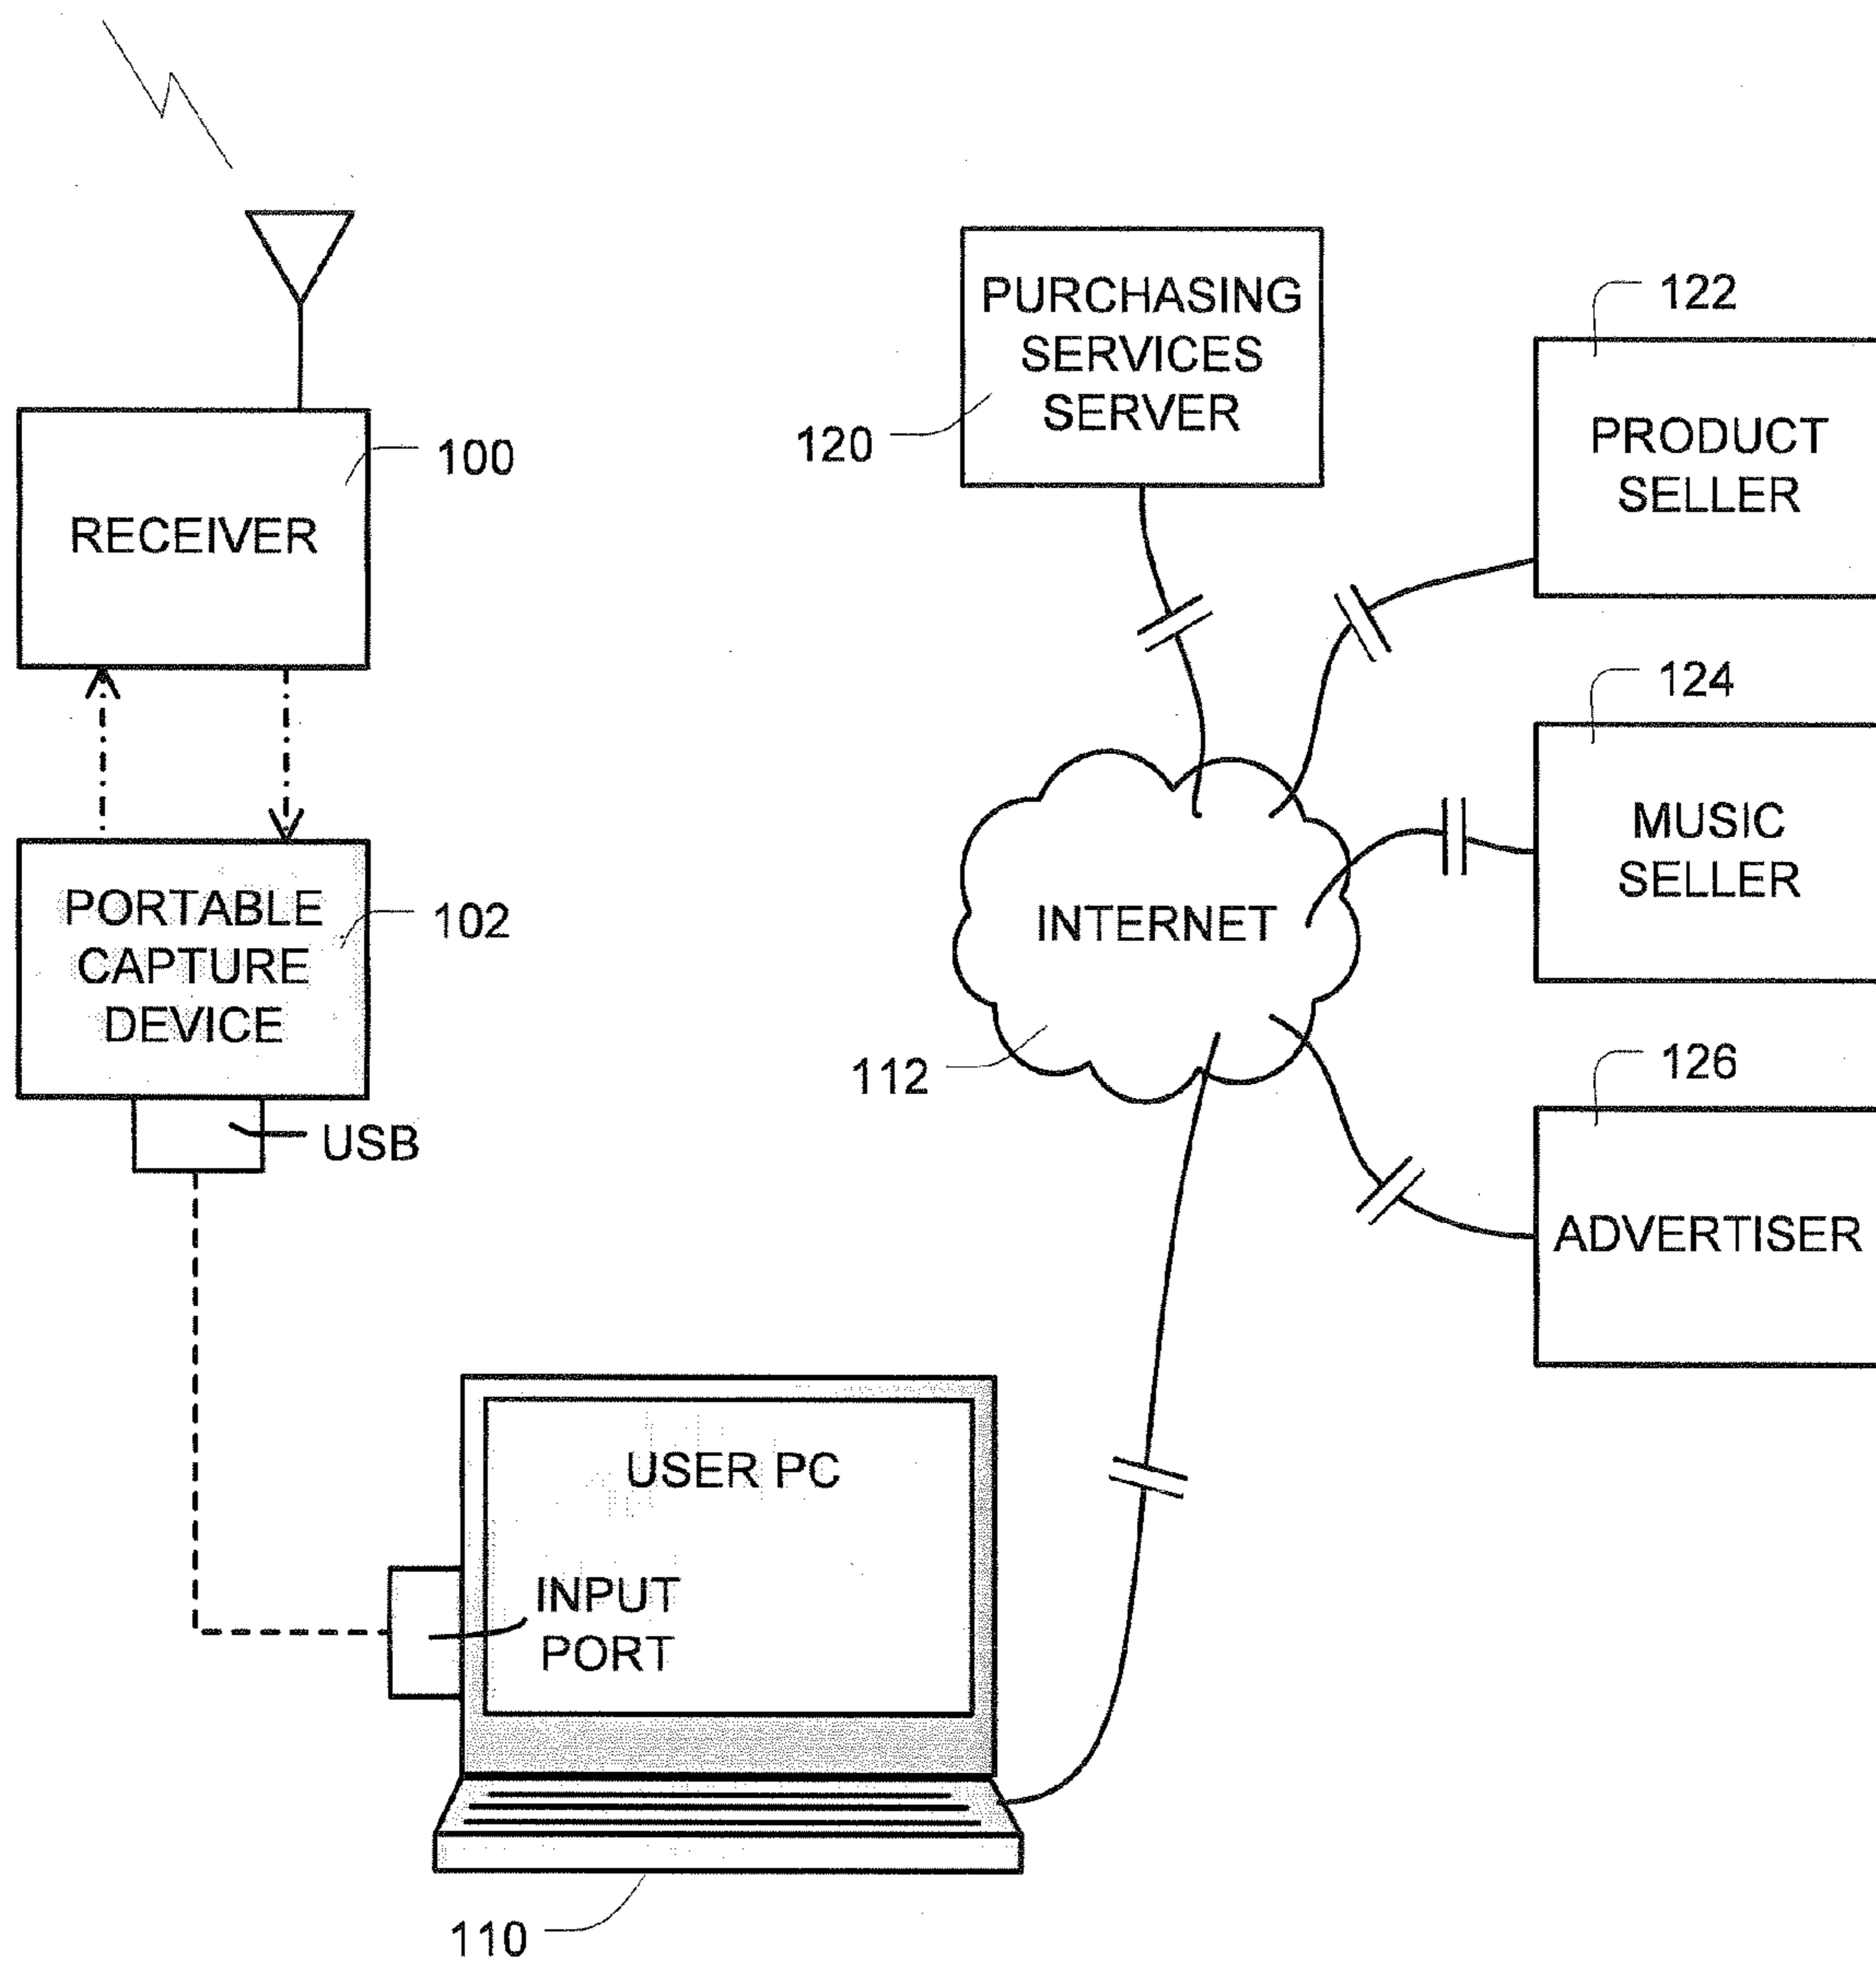 PURCHASING
SERVICES
SERVER
120
122
PRODUCT
SELLER
100
RECEIVER
124
MUSIC
SELLER
PORTABLE
CAPTURE
DEVICE
102
INTERNET
112
126
ADVERTISER
USB
USER PC
INPUT
PORT
110